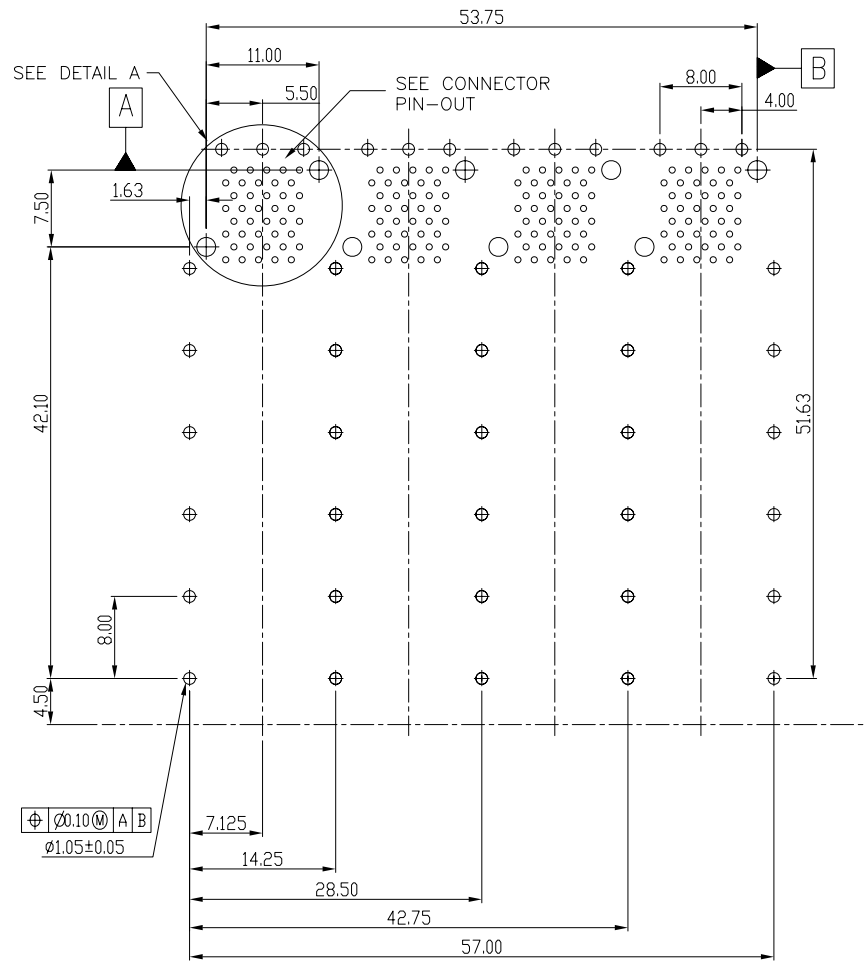 53.75
11.00
SEE DETAIL A
B
8.00
SEE CONNECTOR
PIN-OUT
5.50
4.00
A
1.63
7.50
42.10
51.63
8.00
4.50
⌖ Ø0.10 Ⓜ A B
7.125
Ø1.05±0.05
14.25
28.50
42.75
57.00